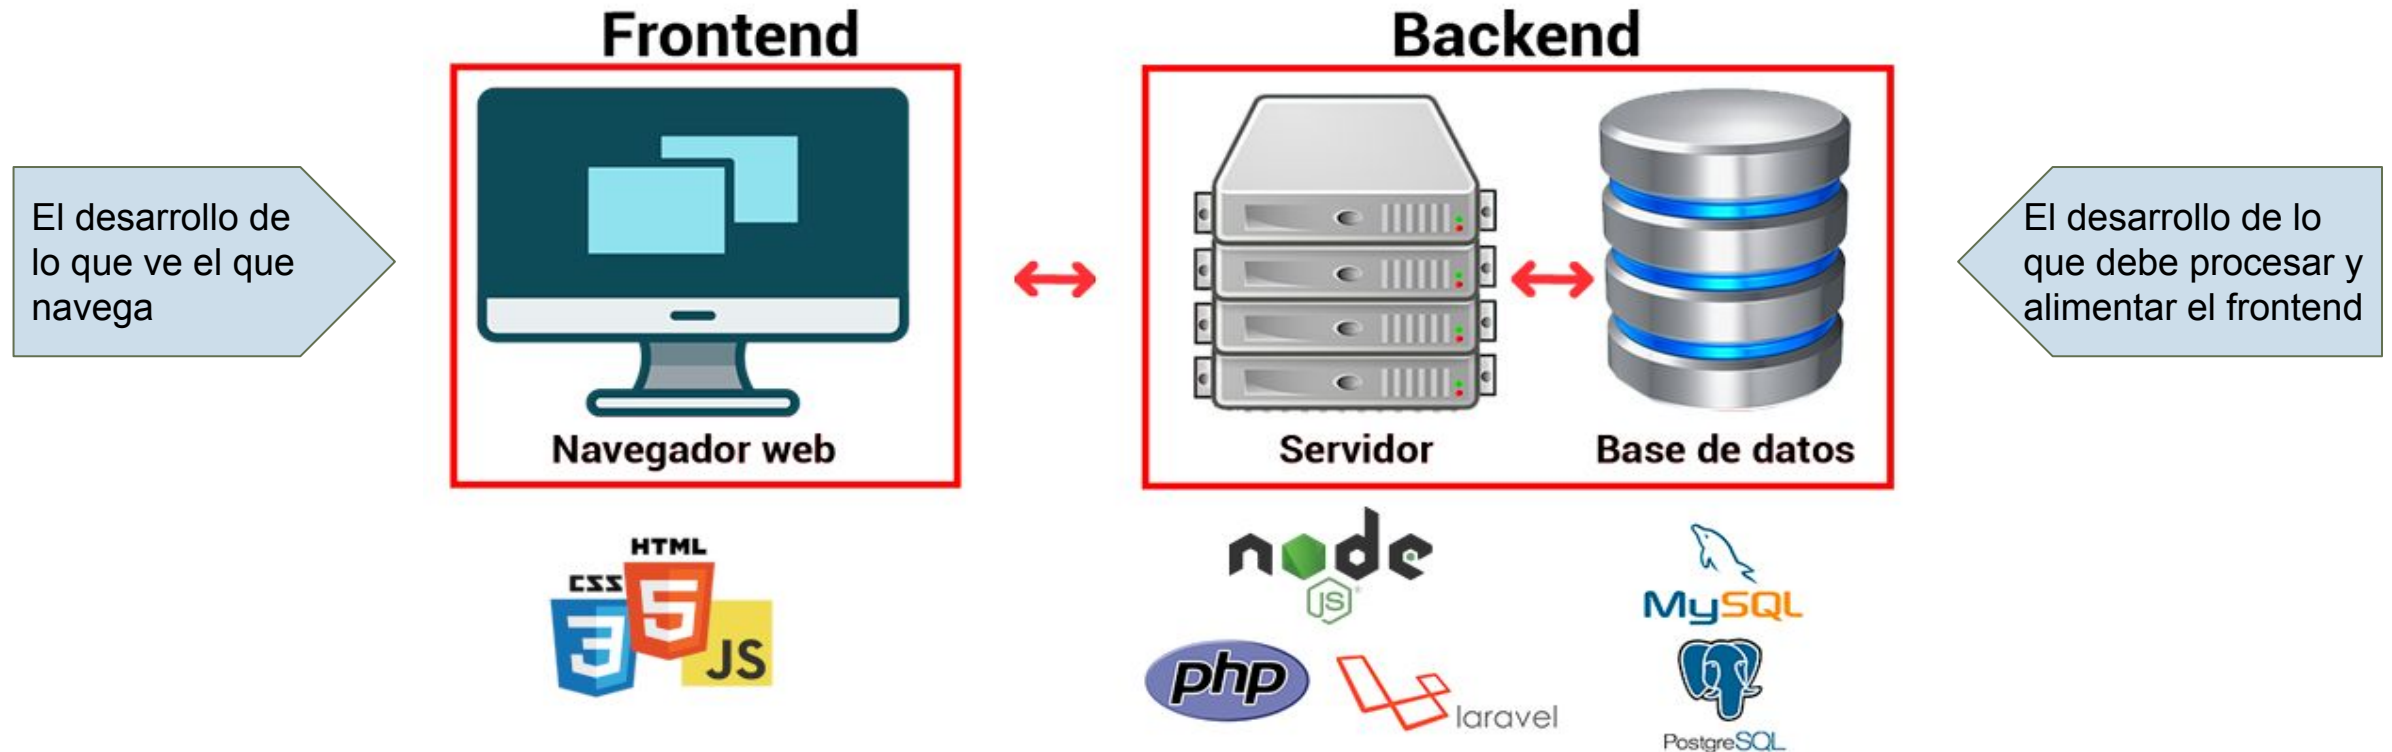 Frontend
Backend
El desarrollo de
lo que ve el que
navega
El desarrollo de lo
que debe procesar y
alimentar el frontend
Navegador web
Servidor
Base de datos
HTML
CSS
5
3
JS
node
JS
php
laravel
MySQL
PostgreSQL